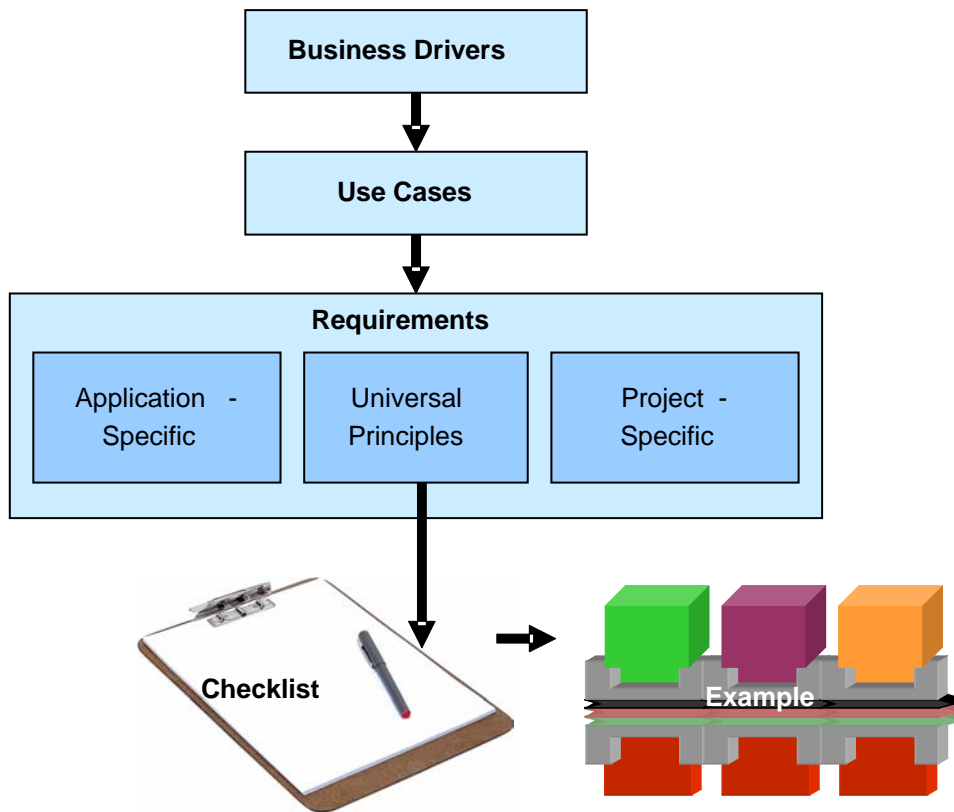 Business Drivers
Use Cases
Requirements
Application -
Specific
Universal
Principles
Project -
Specific
Checklist
Example